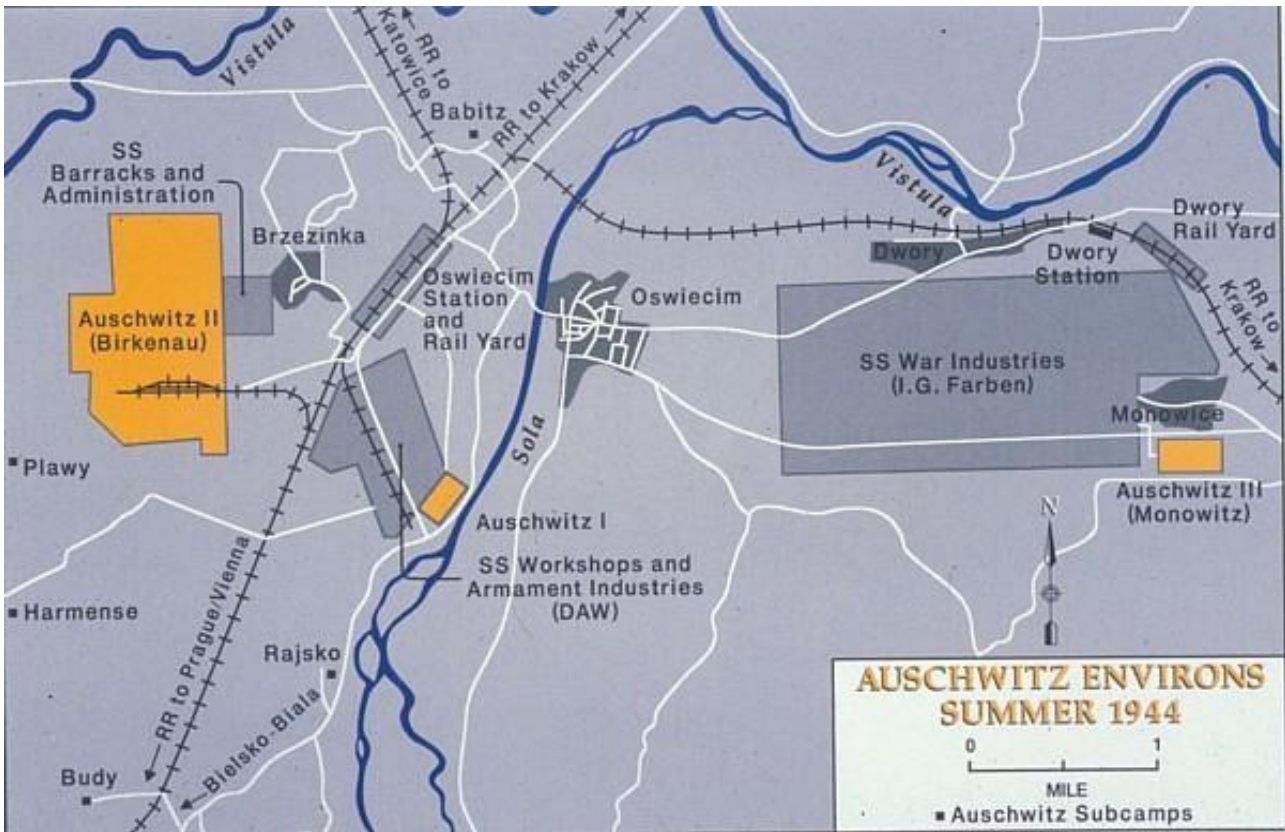 Vistula
RR to
Katowice
RR to Krakow
Babitz
SS
Barracks and
Administration
Brzezinka
Vistula
Dwory
Dwory
Station
Dwory
Rail Yard
RR to
Krakow
Oswiecim
Station
and
Rail Yard
Oswiecim
Auschwitz II
(Birkenau)
SS War Industries
(I.G. Farben)
Monowice
Sola
Plawy
Auschwitz I
Auschwitz III
(Monowitz)
N
SS Workshops and
Armament Industries
(DAW)
Harmense
RR to Prague/Vienna
Rajsko
Bielsko-Biala
Budy
AUSCHWITZ ENVIRONS
SUMMER 1944
0 1
MILE
Auschwitz Subcamps